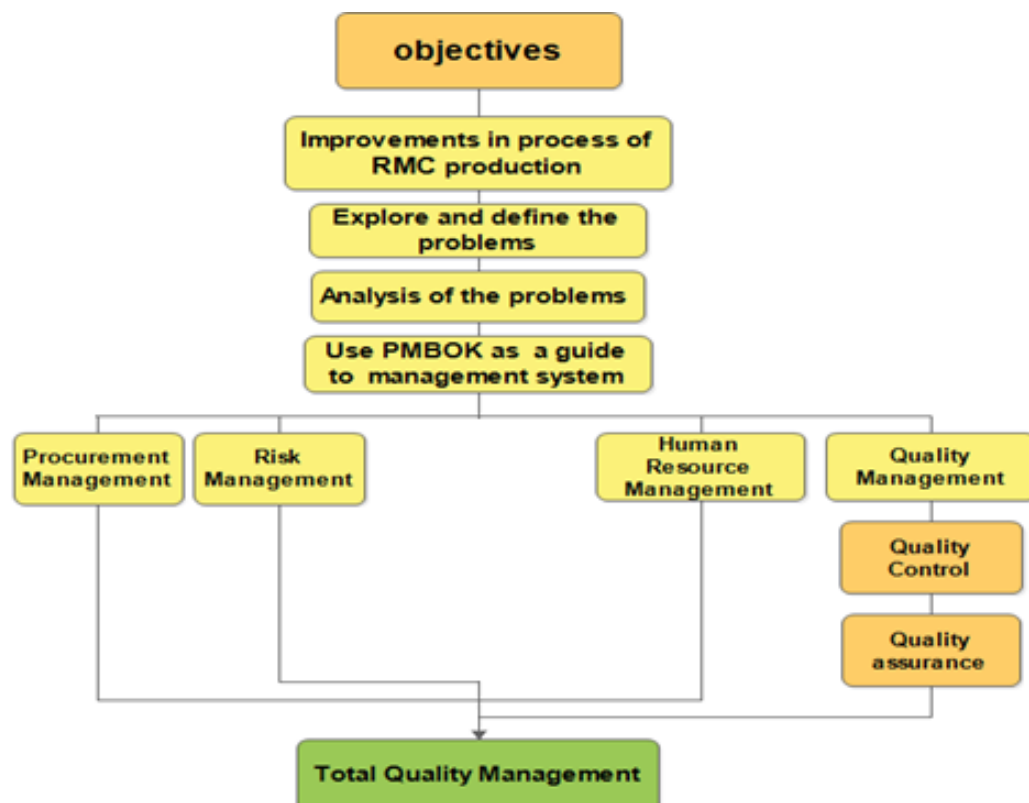 objectives
Improvements in process of
RMC production
Explore and define the
problems
Analysis of the problems
Use PMBOK as a guide
to management system
Procurement
Management
Risk
Management
Human
Resource
Management
Quality
Management
Quality
Control
Quality
assurance
Total Quality Management